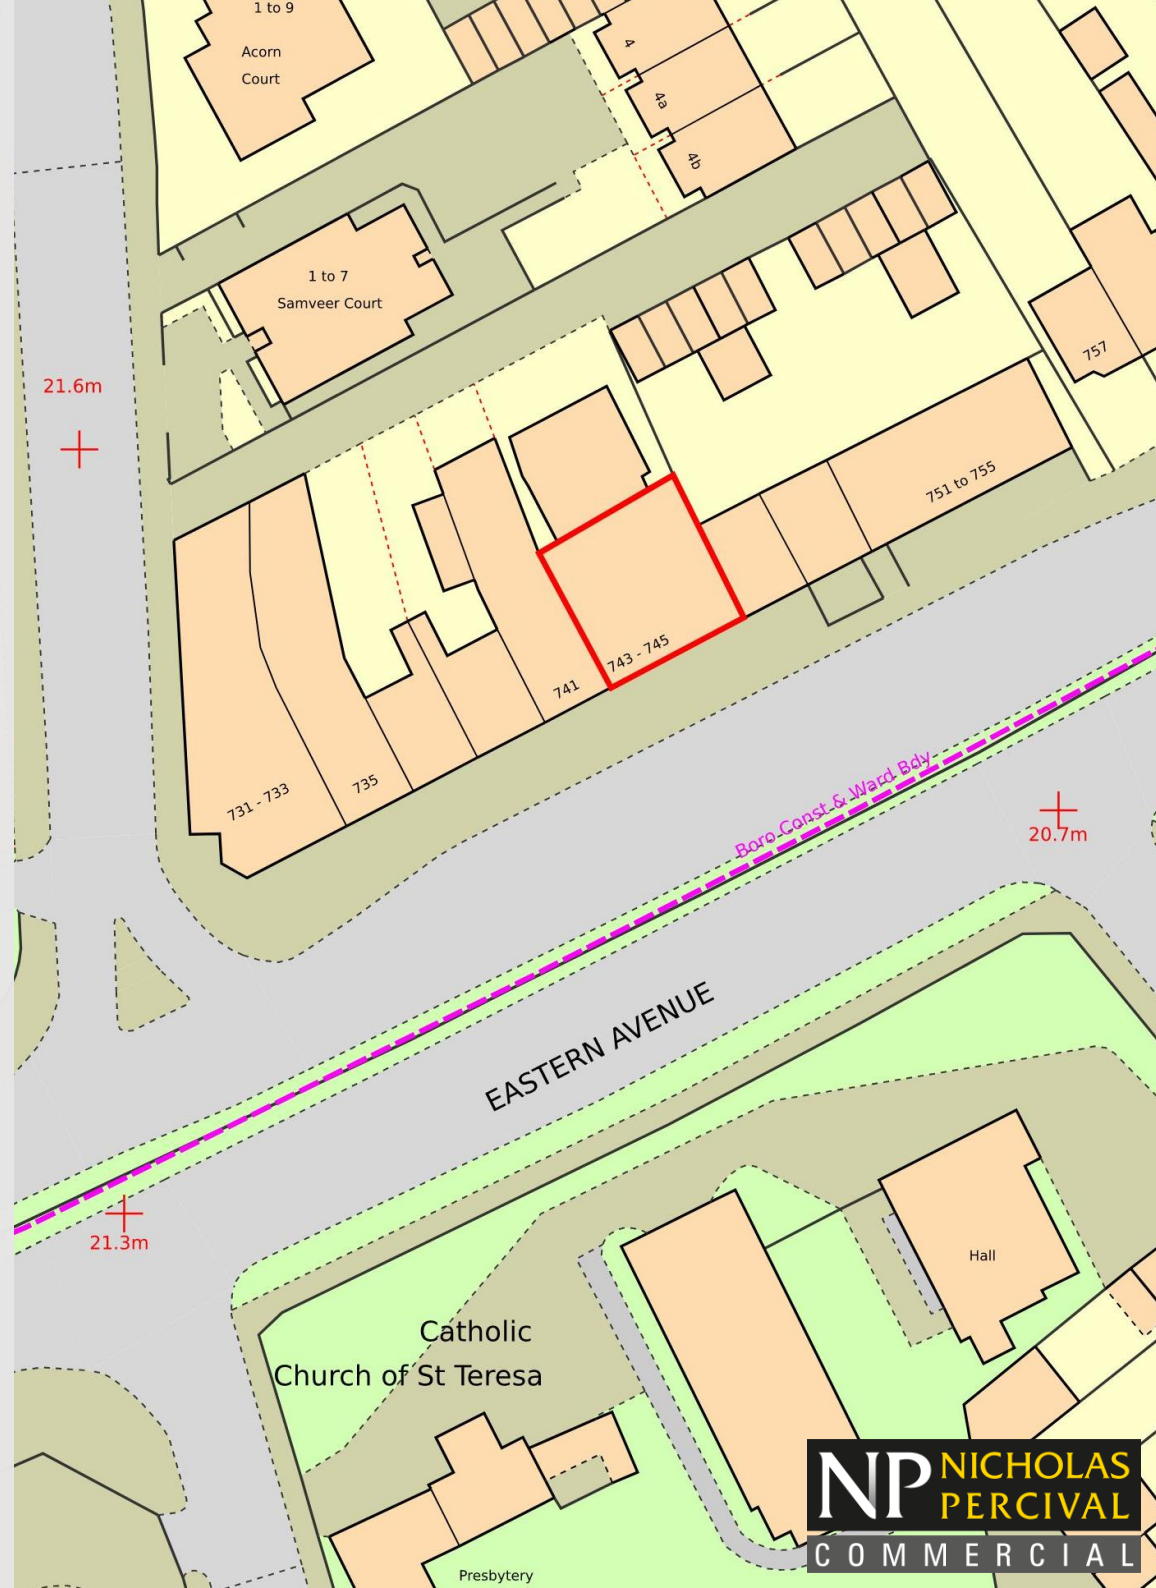 1 to 9
Acorn
Court
4
4a
4b
1 to 7
Samveer Court
757
21.6m
751 to 755
743 - 745
741
735
731 - 733
Boro Const & Ward Bdy
20.7m
EASTERN AVENUE
21.3m
Hall
Catholic
Church of St Teresa
Presbytery
NP NICHOLAS
PERCIVAL
COMMERCIAL